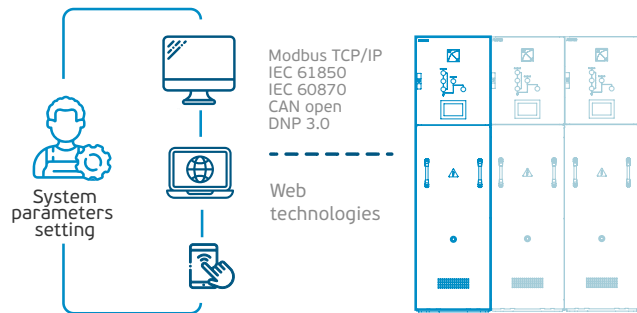 Modbus TCP/IP
IEC 61850
IEC 60870
CAN open
DNP 3.0
System
parameters
setting
Web
technologies